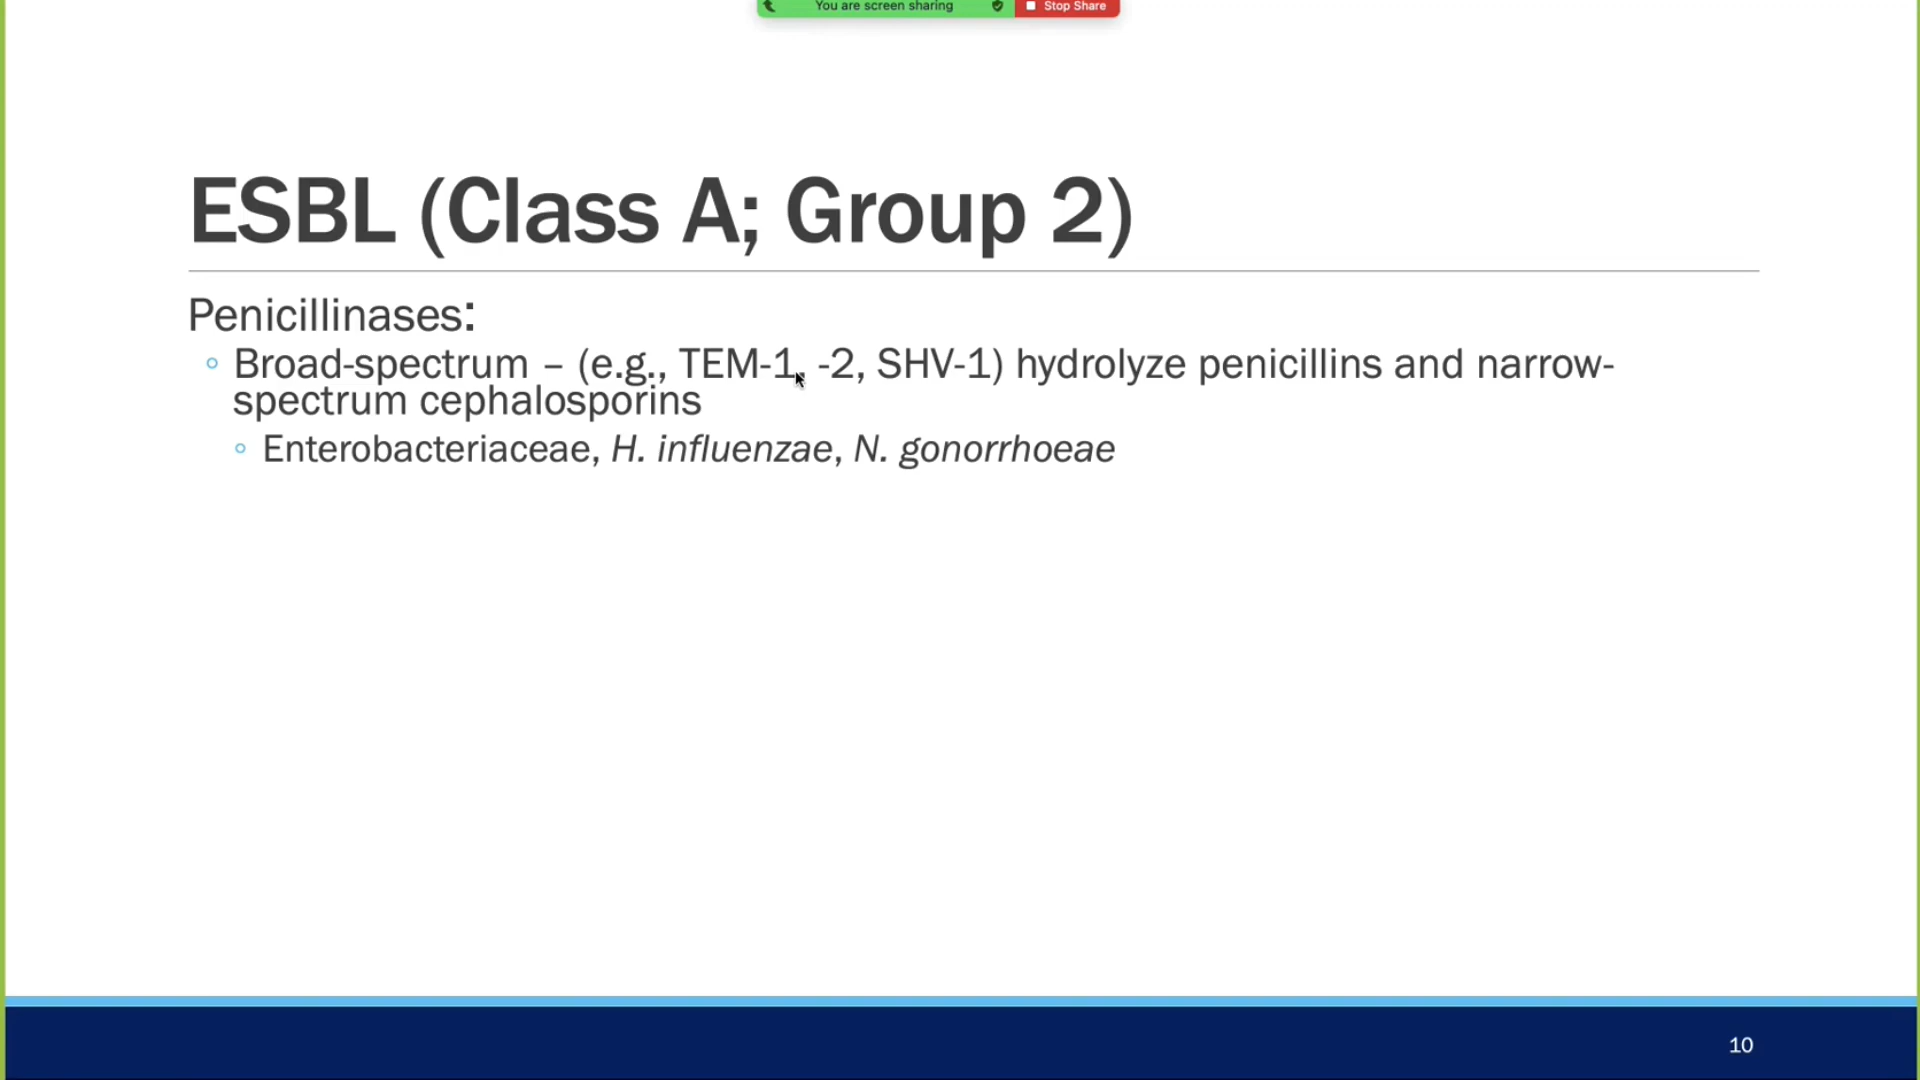 You are screen sharing Stop Share
ESBL (Class A; Group 2)
Penicillinases:
Broad-spectrum – (e.g., TEM-1, -2, SHV-1) hydrolyze penicillins and narrow-
spectrum cephalosporins
Enterobacteriaceae, H. influenzae, N. gonorrhoeae
10